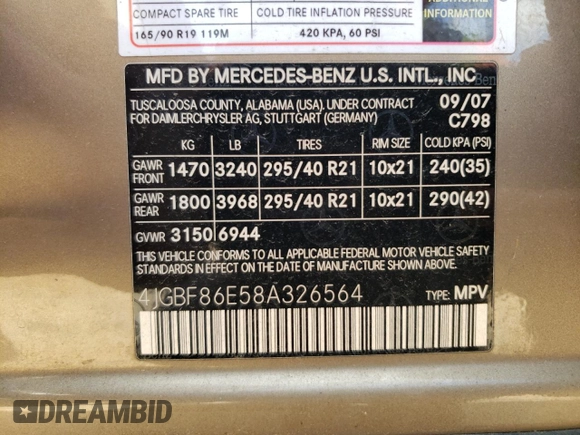 COMPACT SPARE TIRE COLD TIRE INFLATION PRESSURE
ADDITIONAL
INFORMATION
165/90 R19 119M 420 KPA, 60 PSI
MFD BY MERCEDES-BENZ U.S. INTL., INC
TUSCALOOSA COUNTY, ALABAMA (USA). UNDER CONTRACT 09/07
FOR DAIMLERCHRYSLER AG, STUTTGART (GERMANY) C798
KG LB TIRES RIM SIZE COLD KPA (PSI)
GAWR FRONT 1470 3240 295/40 R21 10x21 240(35)
GAWR REAR 1800 3968 295/40 R21 10x21 290(42)
GVWR 3150 6944
THIS VEHICLE CONFORMS TO ALL APPLICABLE FEDERAL MOTOR VEHICLE SAFETY
STANDARDS IN EFFECT ON THE DATE OF MANUFACTURE SHOWN ABOVE.
4JGBF86E58A326564 TYPE: MPV
DREAMBID